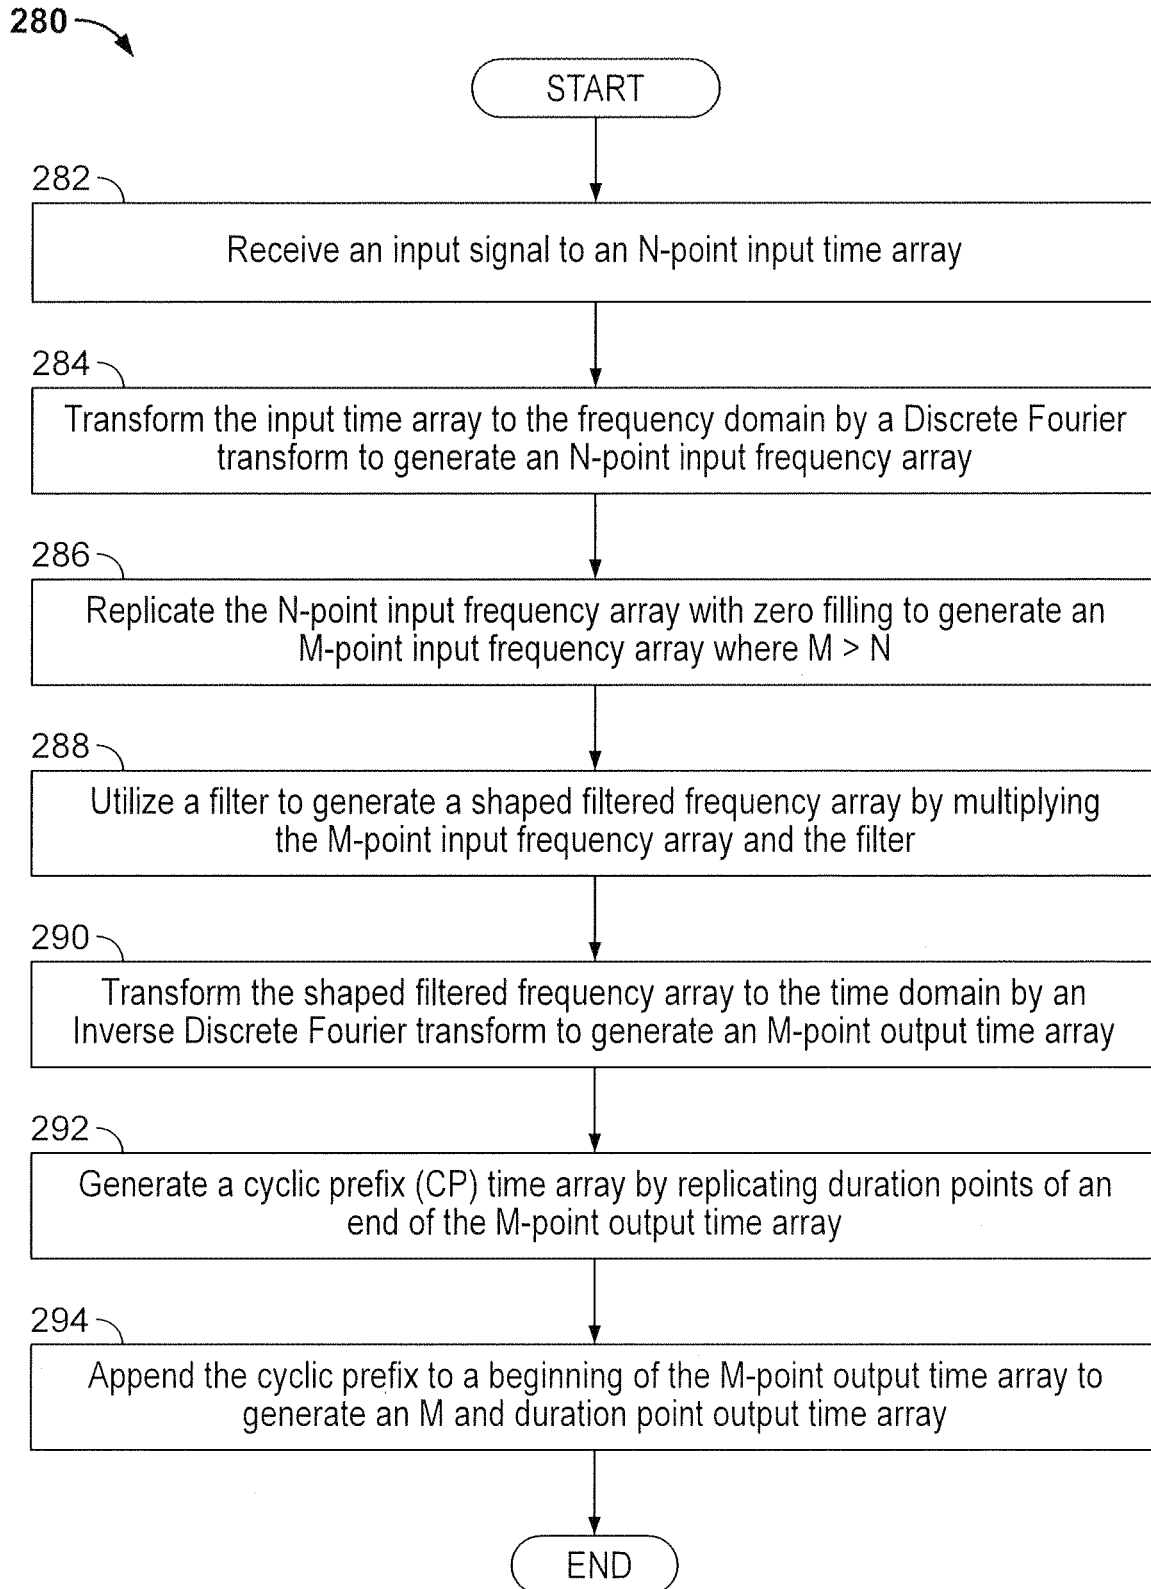 280
START
282
Receive an input signal to an N-point input time array
284
Transform the input time array to the frequency domain by a Discrete Fourier
transform to generate an N-point input frequency array
286
Replicate the N-point input frequency array with zero filling to generate an
M-point input frequency array where M > N
288
Utilize a filter to generate a shaped filtered frequency array by multiplying
the M-point input frequency array and the filter
290
Transform the shaped filtered frequency array to the time domain by an
Inverse Discrete Fourier transform to generate an M-point output time array
292
Generate a cyclic prefix (CP) time array by replicating duration points of an
end of the M-point output time array
294
Append the cyclic prefix to a beginning of the M-point output time array to
generate an M and duration point output time array
END